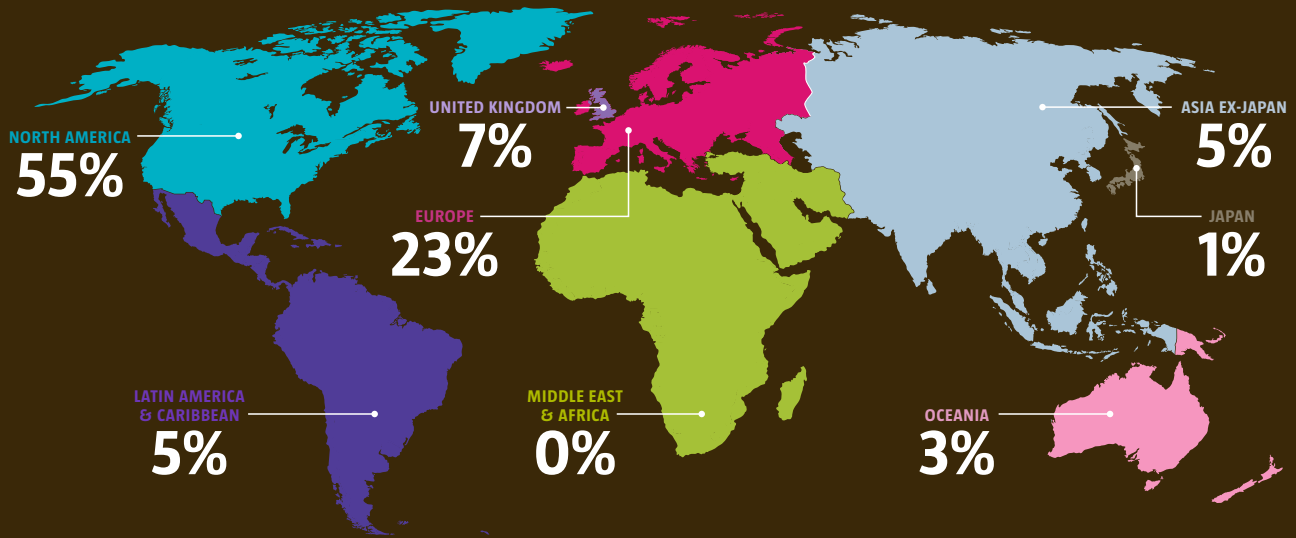 NORTH AMERICA
55%
UNITED KINGDOM
7%
EUROPE
23%
ASIA EX-JAPAN
5%
JAPAN
1%
LATIN AMERICA
& CARIBBEAN
5%
MIDDLE EAST
& AFRICA
0%
OCEANIA
3%